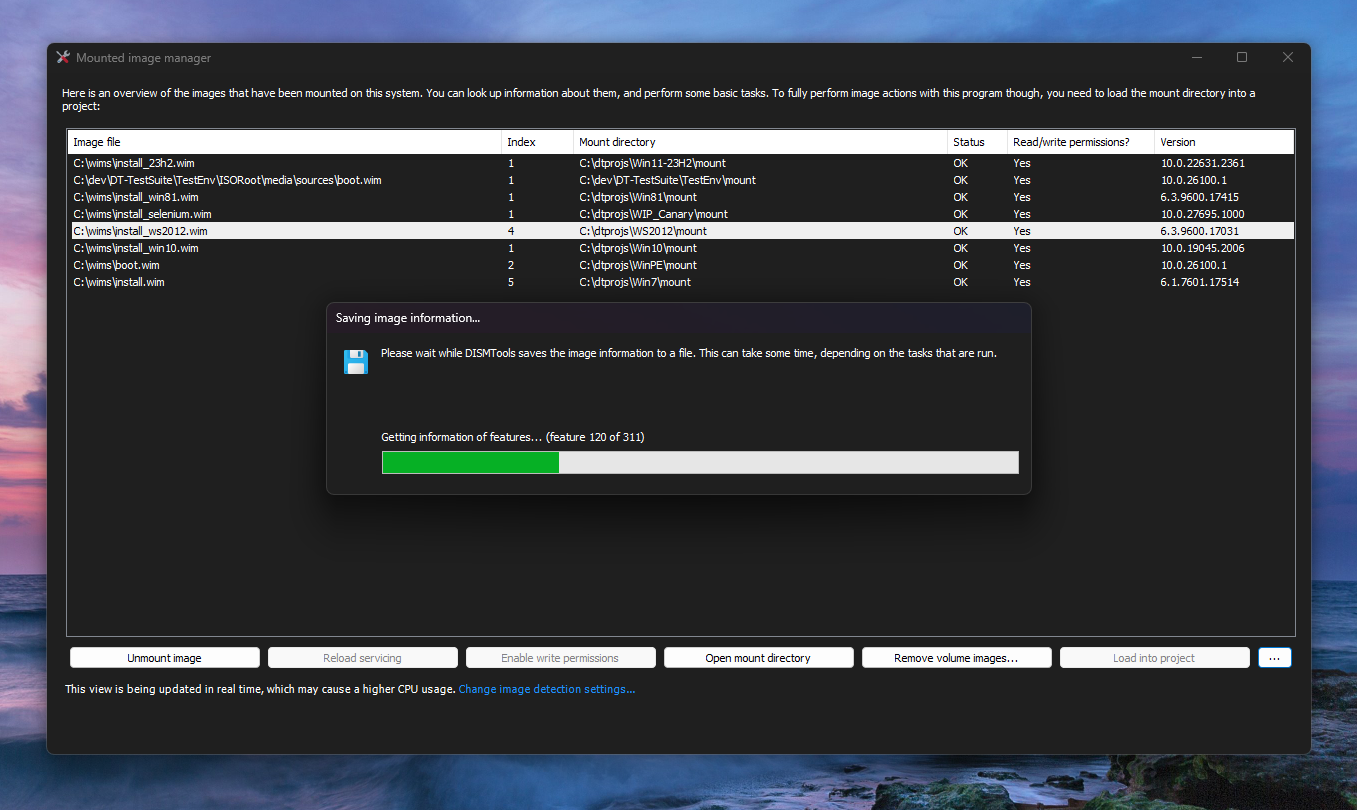 Mounted image manager
Here is an overview of the images that have been mounted on this system. You can look up information about them, and perform some basic tasks. To fully perform image actions with this program though, you need to load the mount directory into a
project:
Image file Index Mount directory Status Read/write permissions? Version
C:\wims\install_23h2.wim 1 C:\dtprojs\Win11-23H2\mount OK Yes 10.0.22631.2361
C:\dev\DT-TestSuite\TestEnv\ISORoot\media\sources\boot.wim 1 C:\dev\DT-TestSuite\TestEnv\mount OK Yes 10.0.26100.1
C:\wims\install_win81.wim 1 C:\dtprojs\Win81\mount OK Yes 6.3.9600.17415
C:\wims\install_selenium.wim 1 C:\dtprojs\WIP_Canary\mount OK Yes 10.0.27695.1000
C:\wims\install_ws2012.wim 4 C:\dtprojs\WS2012\mount OK Yes 6.3.9600.17031
C:\wims\install_win10.wim 1 C:\dtprojs\Win10\mount OK Yes 10.0.19045.2006
C:\wims\boot.wim 2 C:\dtprojs\WinPE\mount OK Yes 10.0.26100.1
C:\wims\install.wim 5 C:\dtprojs\Win7\mount OK Yes 6.1.7601.17514
Saving image information...
Please wait while DISMTools saves the image information to a file. This can take some time, depending on the tasks that are run.
Getting information of features... (feature 120 of 311)
Unmount image Reload servicing Enable write permissions Open mount directory Remove volume images... Load into project ...
This view is being updated in real time, which may cause a higher CPU usage. Change image detection settings...